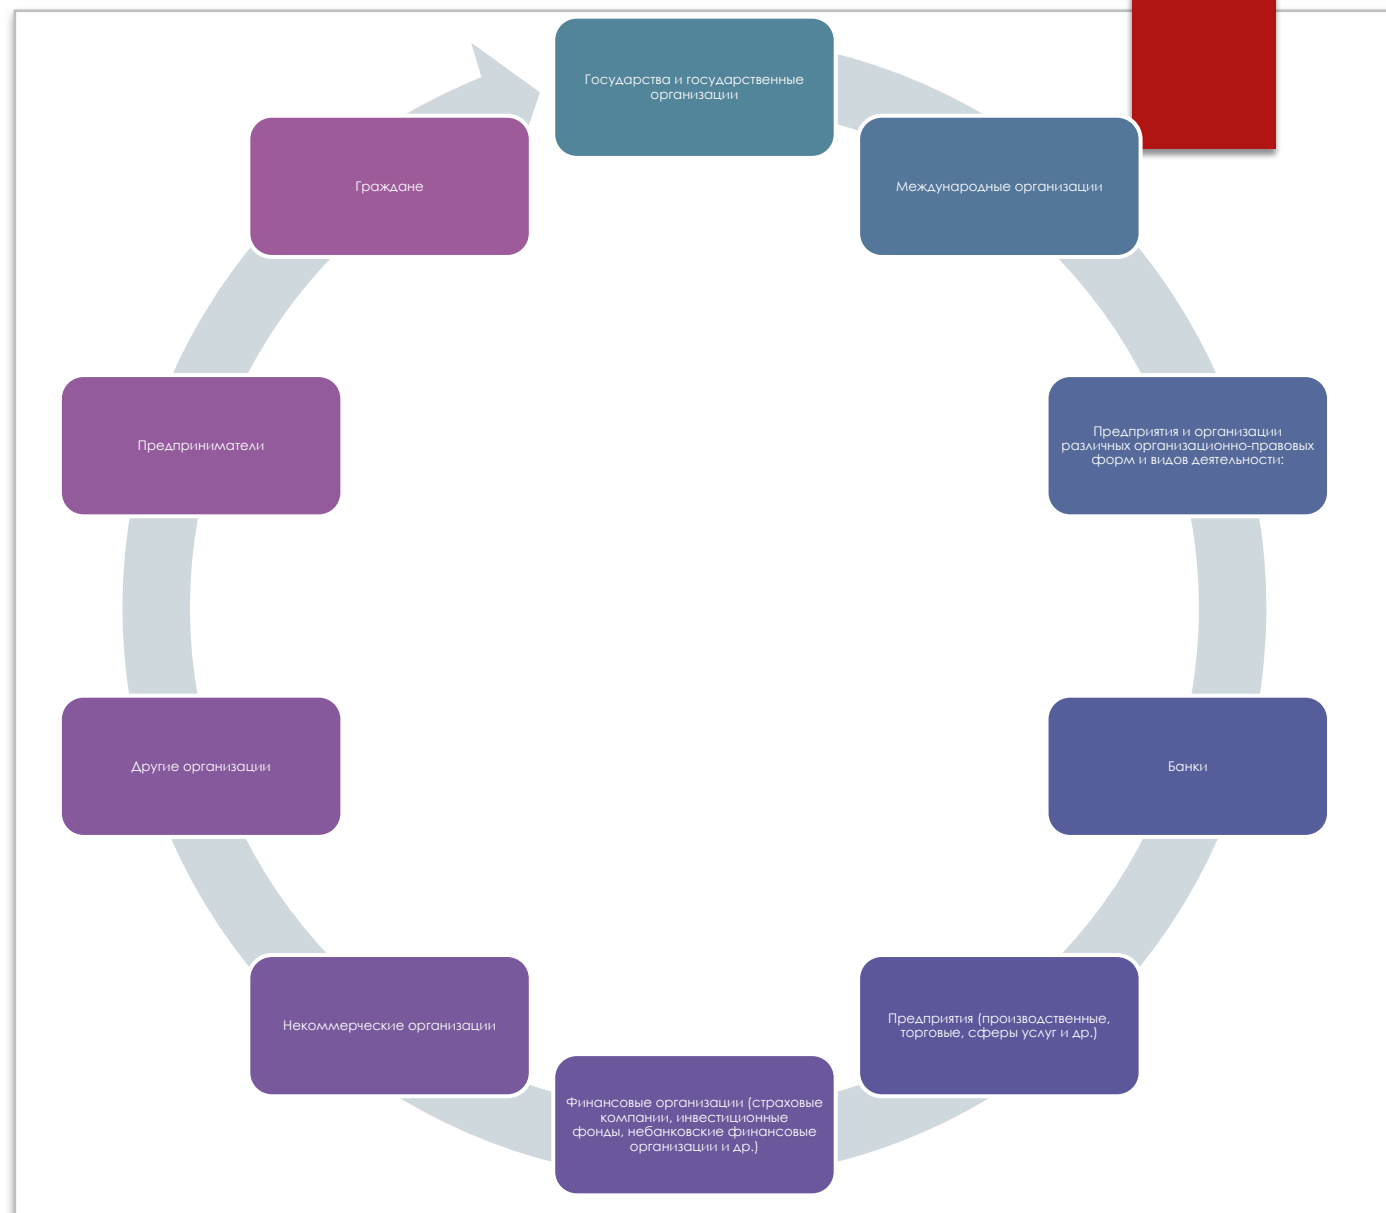 Государства и государственные
организации
Международные организации
Предприятия и организации
различных организационно-правовых
форм и видов деятельности:
Банки
Предприятия (производственные,
торговые, сферы услуг и др.)
Финансовые организации (страховые
компании, инвестиционные
фонды, небанковские финансовые
организации и др.)
Некоммерческие организации
Другие организации
Предприниматели
Граждане